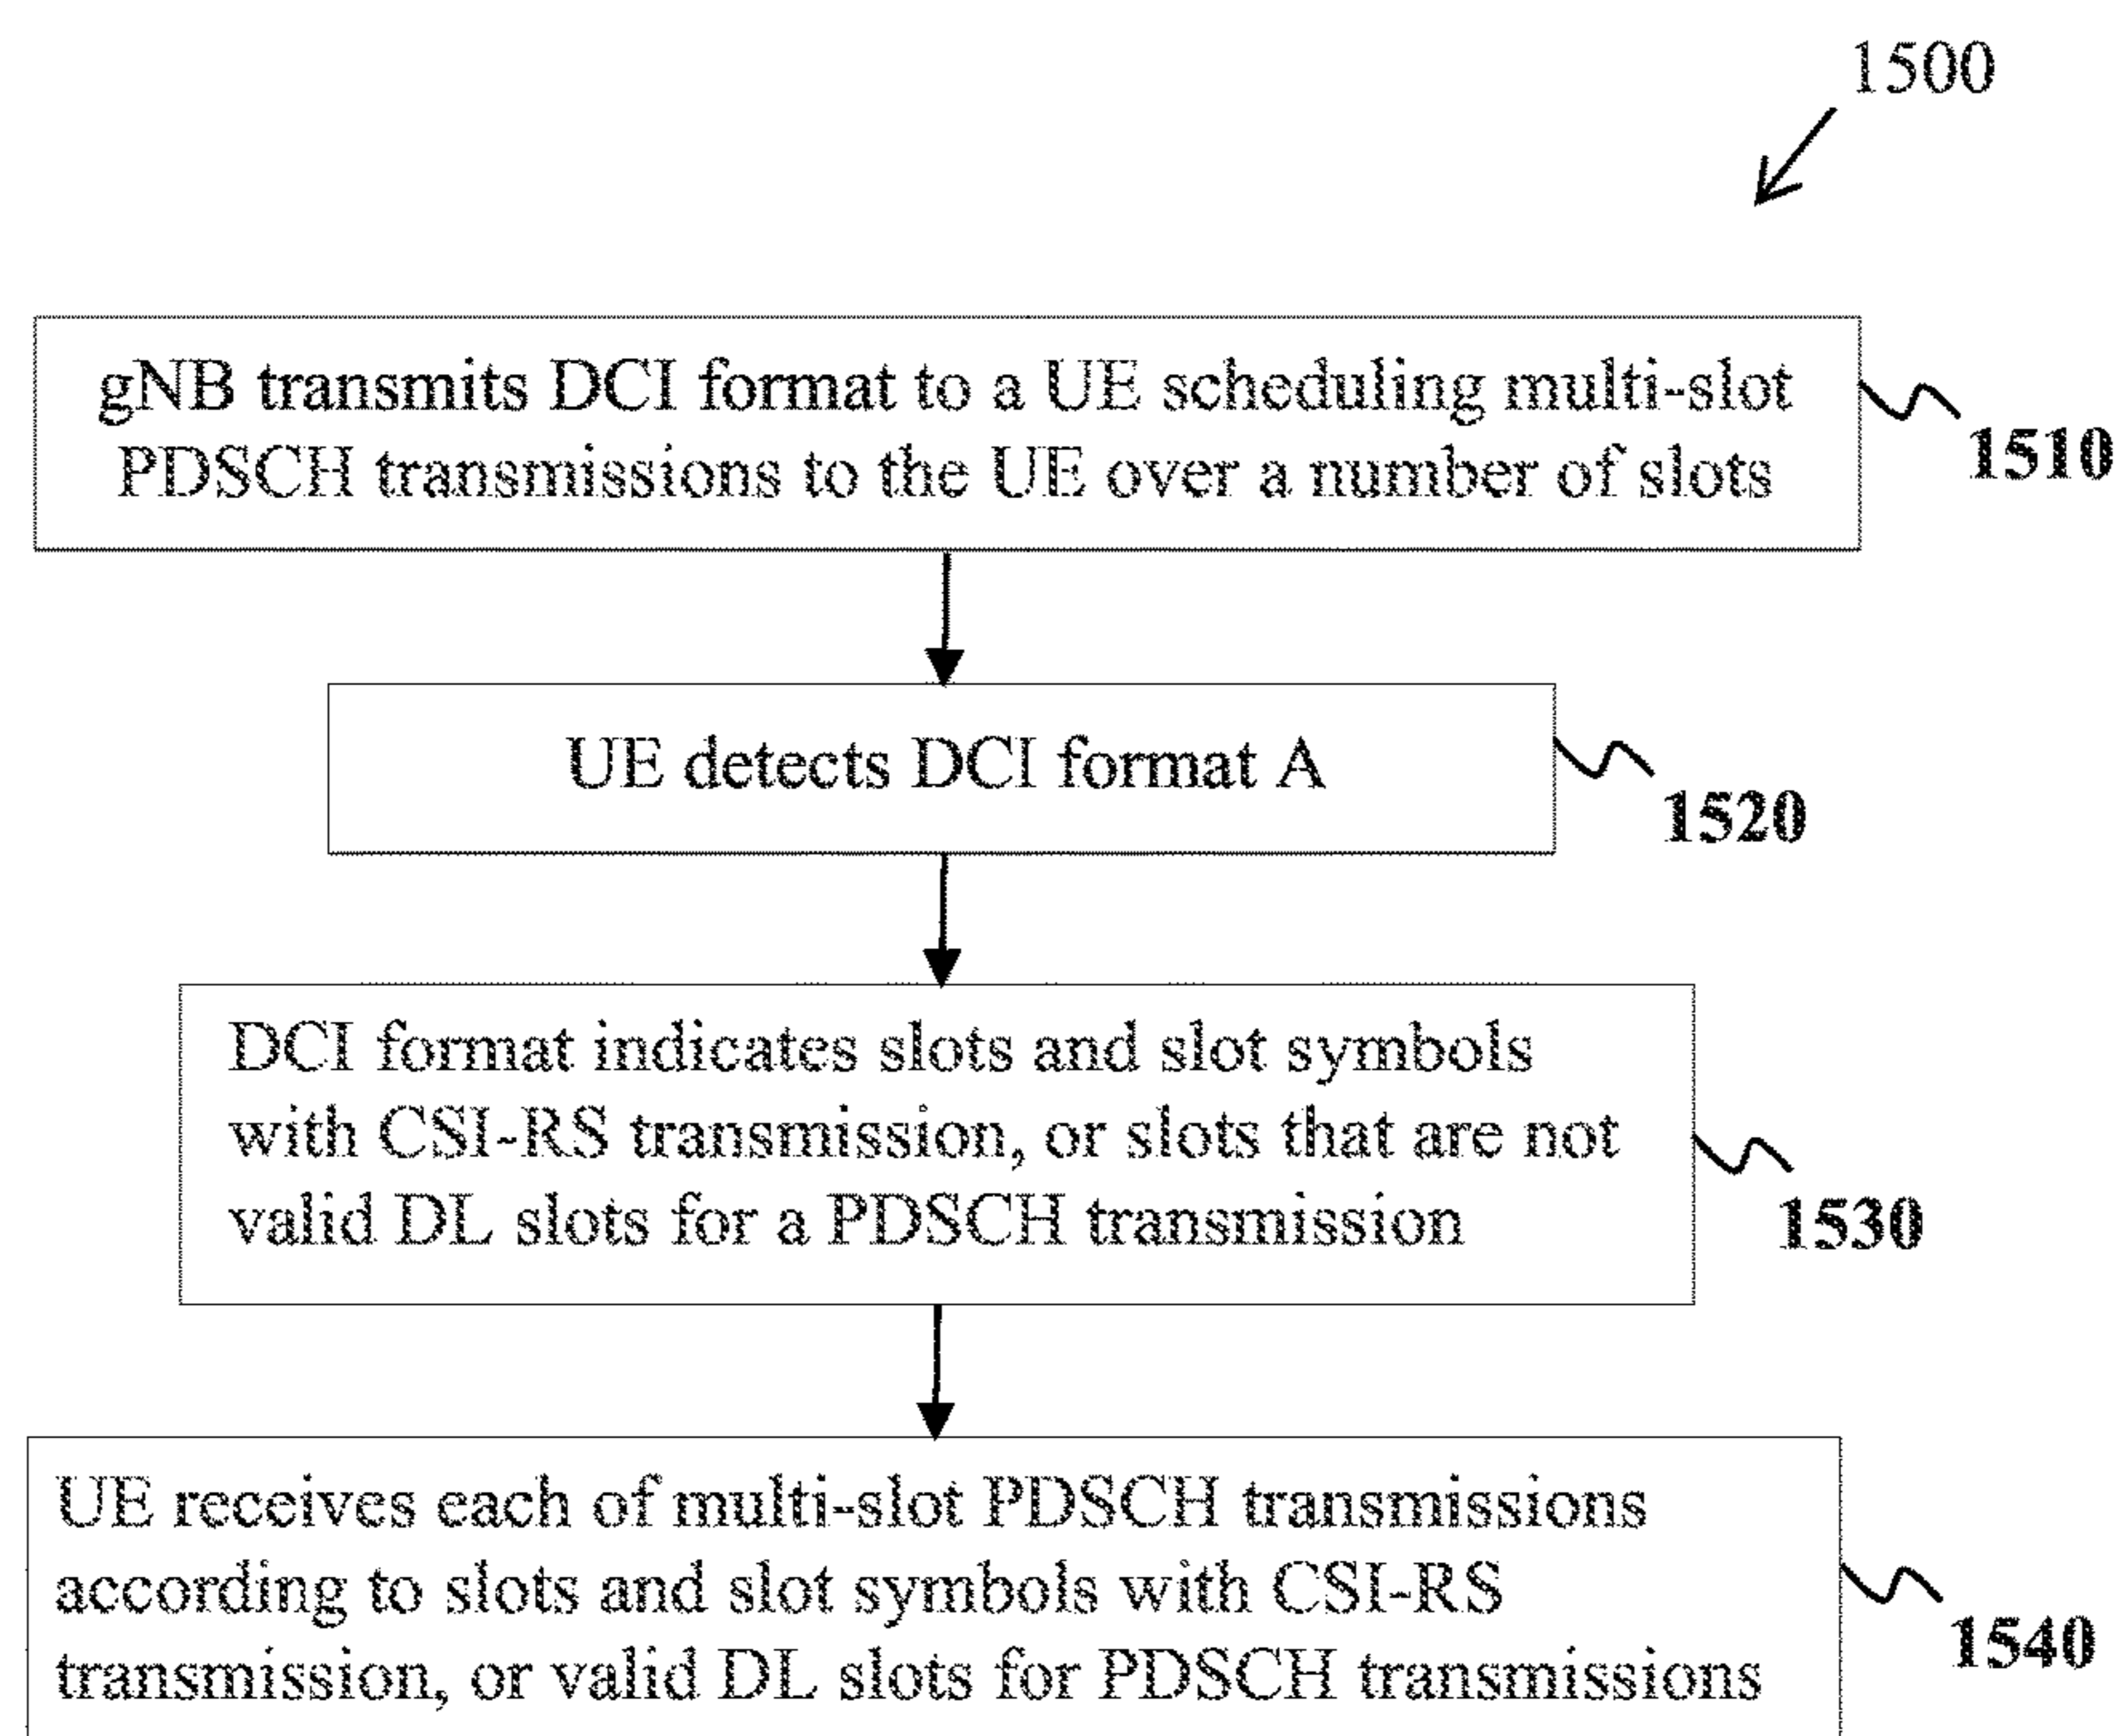 1500
gNB transmits DCI format to a UE scheduling multi-slot
PDSCH transmissions to the UE over a number of slots
1510
UE detects DCI format A
1520
DCI format indicates slots and slot symbols
with CSI-RS transmission, or slots that are not
valid DL slots for a PDSCH transmission
1530
UE receives each of multi-slot PDSCH transmissions
according to slots and slot symbols with CSI-RS
transmission, or valid DL slots for PDSCH transmissions
1540